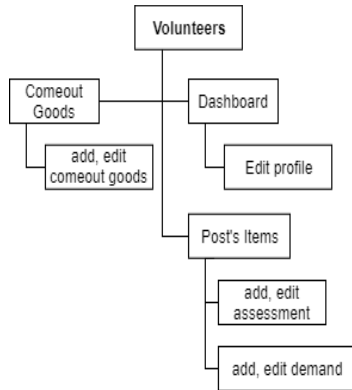 Volunteers
Comeout
Goods
Dashboard
add, edit
comeout goods
Edit profile
Post's Items
add, edit
assessment
add, edit demand